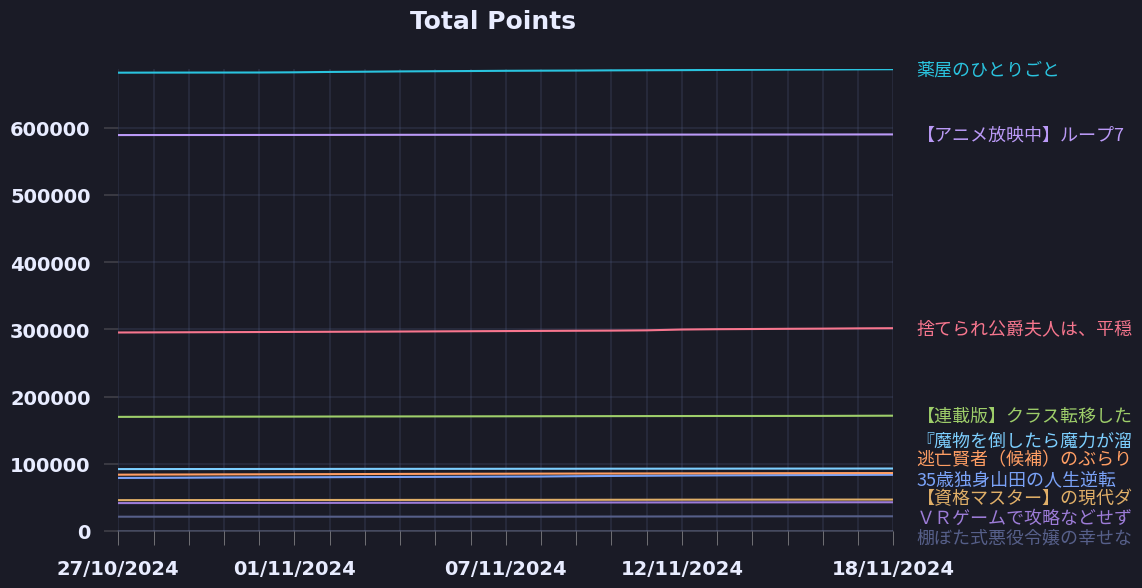 Total Points
薬屋のひとりごと
600000
【アニメ放映中】ループ7
500000
400000
300000
捨てられ公爵夫人は、平穏
200000
【連載版】クラス転移した
『魔物を倒したら魔力が溜
100000
逃亡賢者（候補）のぶらり
35歳独身山田の人生逆転
【資格マスター】の現代ダ
ＶＲゲームで攻略などせず
0
棚ぼた式悪役令嬢の幸せな
27/10/2024
01/11/2024
07/11/2024
12/11/2024
18/11/2024